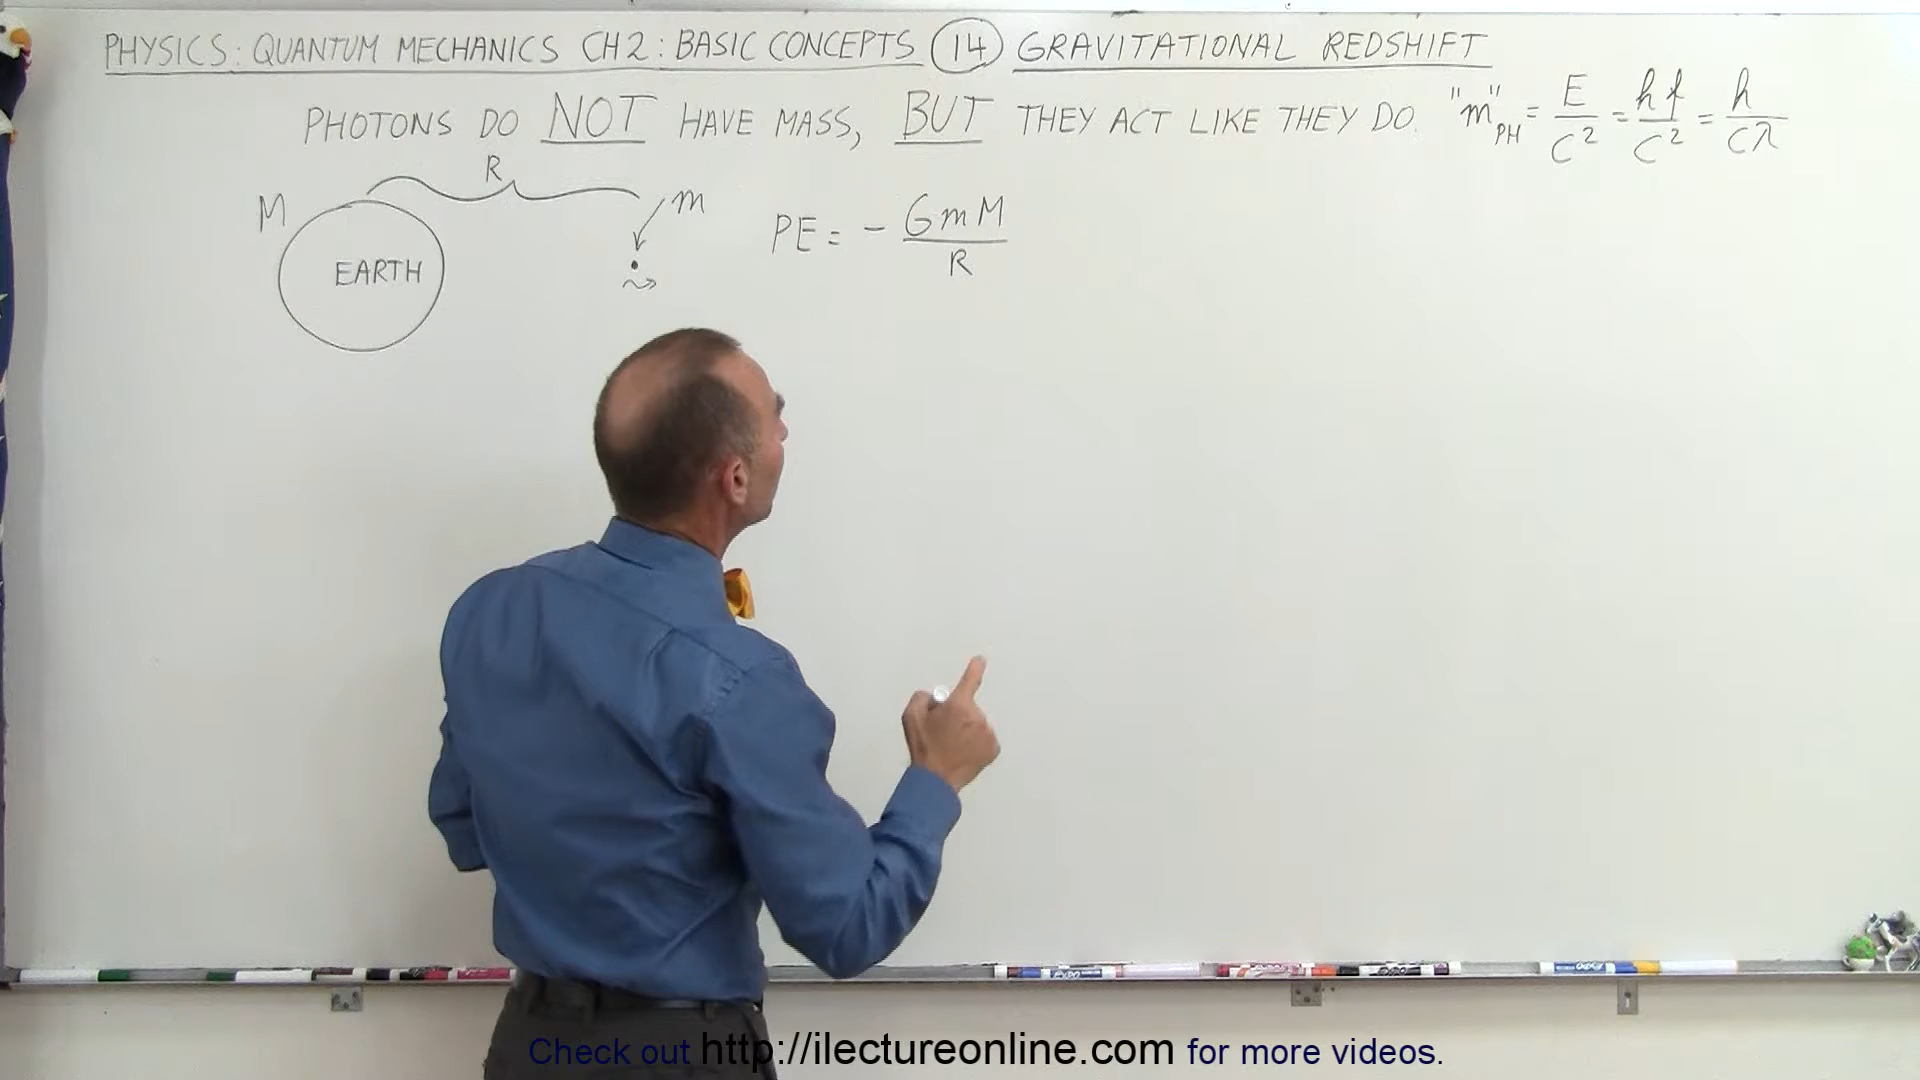 PHYSICS: QUANTUM MECHANICS CH2: BASIC CONCEPTS 14 GRAVITATIONAL REDSHIFT
PHOTONS DO NOT HAVE MASS, BUT THEY ACT LIKE THEY DO. "m"PH = E/C² = hf/C² = h/Cλ
R
M
m
PE = - GmM/R
EARTH
EXPO
Check out http://ilectureonline.com for more videos.